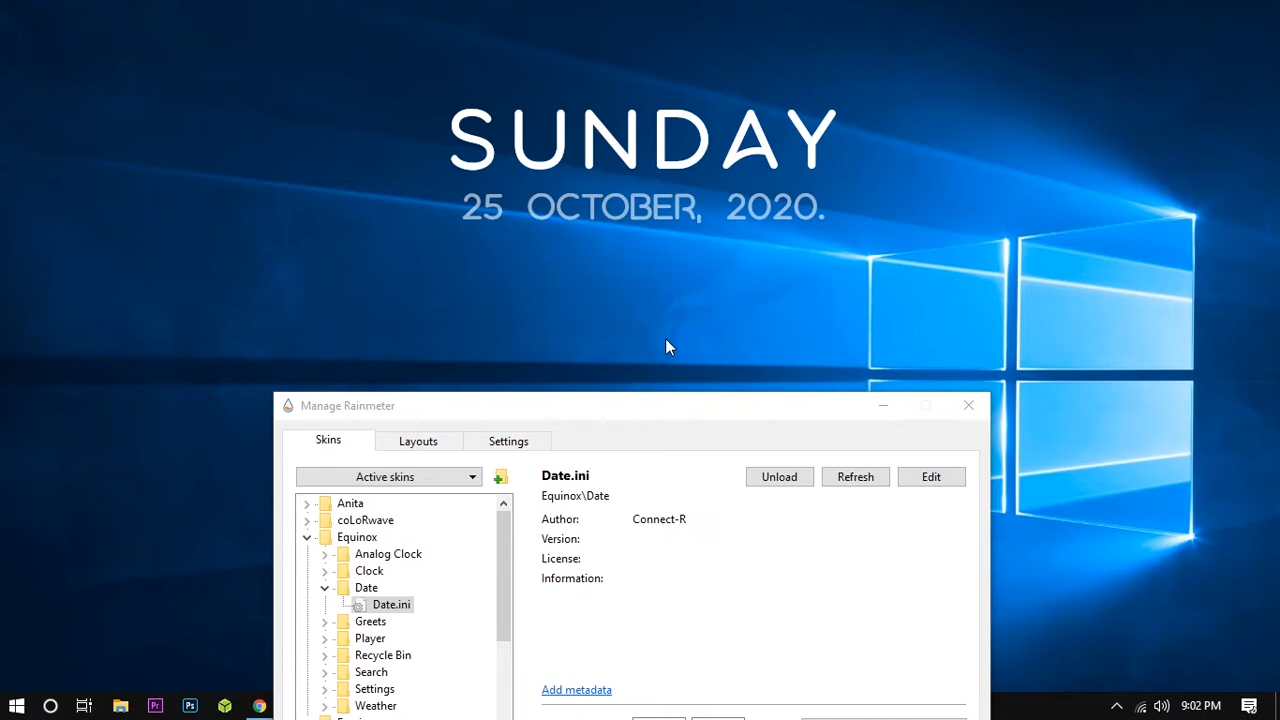 SUNDAY
25 OCTOBER, 2020.
Manage Rainmeter
Skins Layouts Settings
Active skins
Anita
coLoRwave
Equinox
Analog Clock
Clock
Date
Date.ini
Greets
Player
Recycle Bin
Search
Settings
Weather
Date.ini
Unload Refresh Edit
Equinox\Date
Author: Connect-R
Version:
License:
Information:
Add metadata
Pr Ps 9:02 PM